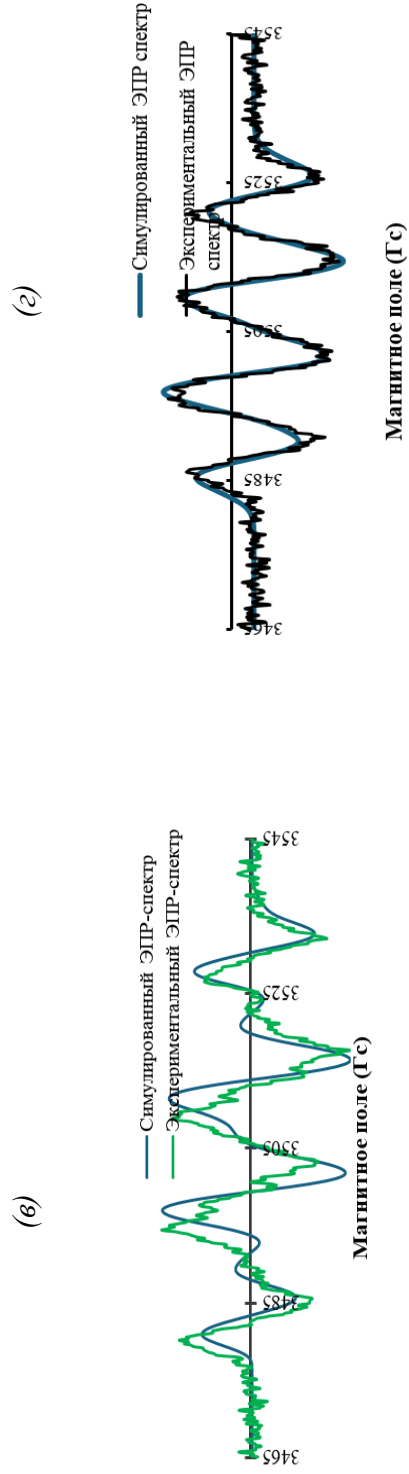 (г)
Симулированный ЭПР спектр
Экспериментальный ЭПР
спектр
3465
3485
3505
3525
3545
Магнитное поле (Гс)
(в)
Симулированный ЭПР-спектр
Экспериментальный ЭПР-спектр
3465
3485
3505
3525
3545
Магнитное поле (Гс)